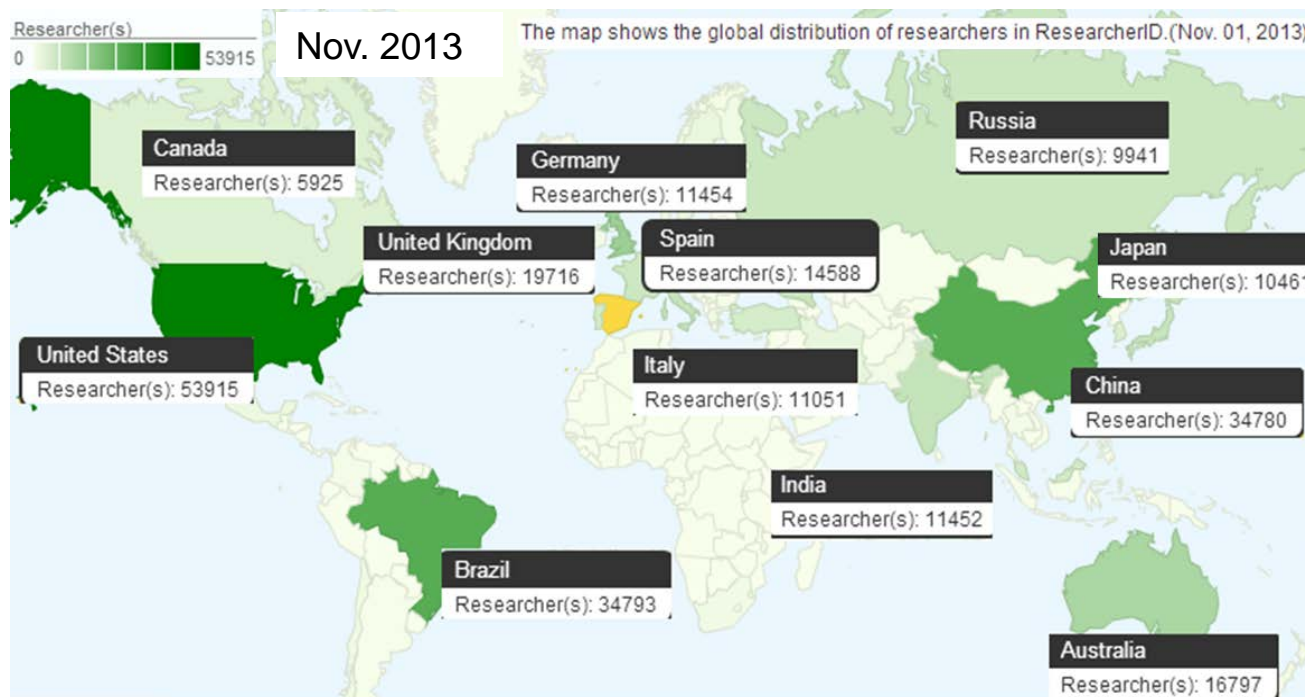 Researcher(s)
0 53915
Nov. 2013
The map shows the global distribution of researchers in ResearcherID.(Nov. 01, 2013)
Canada
Researcher(s): 5925
Germany
Researcher(s): 11454
Russia
Researcher(s): 9941
United Kingdom
Researcher(s): 19716
Spain
Researcher(s): 14588
Japan
Researcher(s): 10461
United States
Researcher(s): 53915
Italy
Researcher(s): 11051
China
Researcher(s): 34780
India
Researcher(s): 11452
Brazil
Researcher(s): 34793
Australia
Researcher(s): 16797